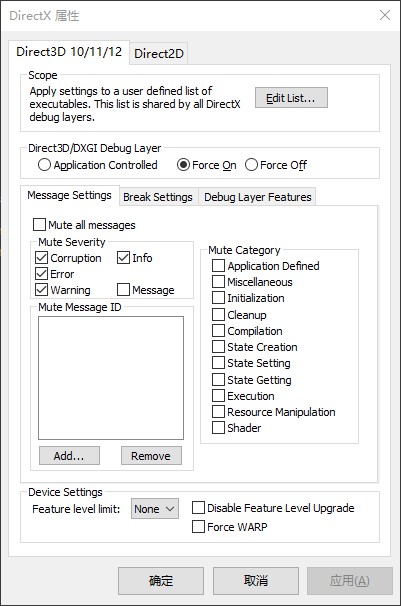 DirectX 属性
Direct3D 10/11/12
Direct2D
Scope
Apply settings to a user defined list of
executables. This list is shared by all DirectX
debug layers.
Edit List...
Direct3D/DXGI Debug Layer
Application Controlled
Force On
Force Off
Message Settings
Break Settings
Debug Layer Features
Mute all messages
Mute Severity
Corruption
Info
Error
Warning
Message
Mute Message ID
Add...
Remove
Mute Category
Application Defined
Miscellaneous
Initialization
Cleanup
Compilation
State Creation
State Setting
State Getting
Execution
Resource Manipulation
Shader
Device Settings
Feature level limit:
None
Disable Feature Level Upgrade
Force WARP
确定
取消
应用(A)